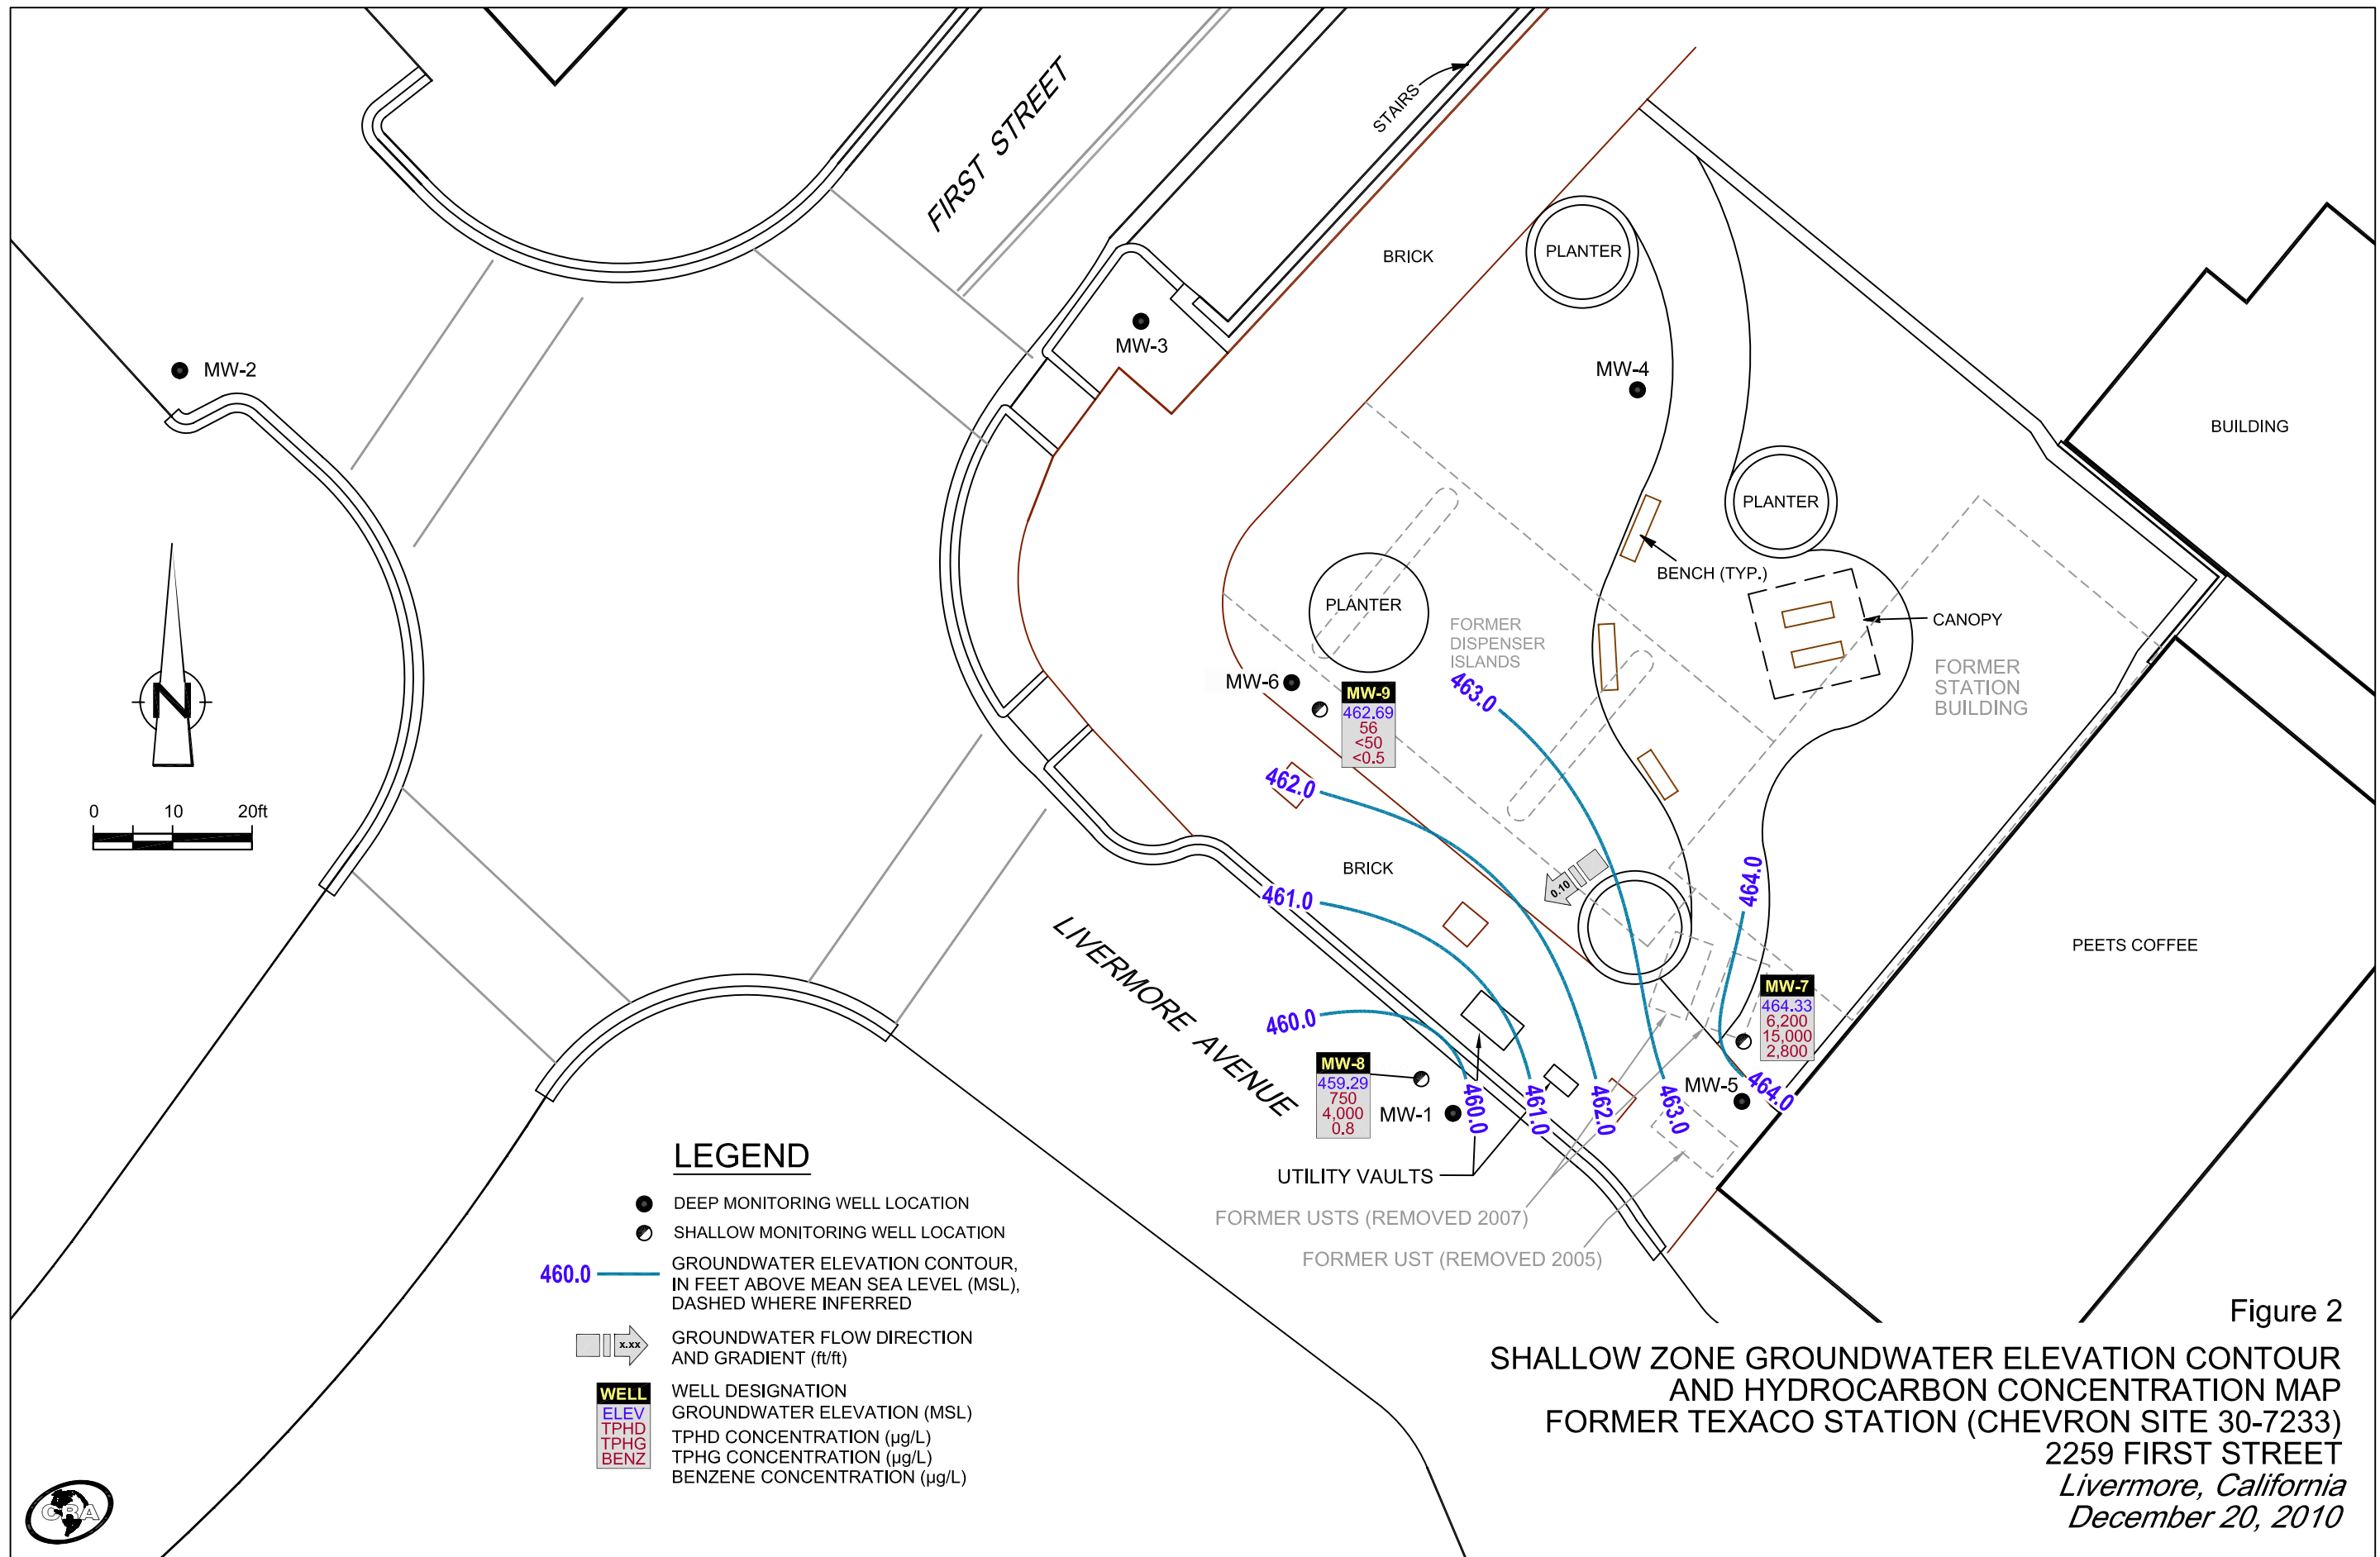 FIRST STREET
STAIRS
BRICK
PLANTER
MW-3
MW-2
MW-4
BUILDING
PLANTER
BENCH (TYP.)
PLANTER
CANOPY
FORMER
DISPENSER
ISLANDS
FORMER
STATION
BUILDING
MW-6
MW-9
462.69
56
<50
<0.5
463.0
462.0
N
0 10 20ft
BRICK
0.10
464.0
461.0
LIVERMORE AVENUE
PEETS COFFEE
460.0
MW-7
464.33
6,200
15,000
2,800
MW-8
459.29
750
4,000
0.8
MW-1
MW-5
460.0
461.0
462.0
463.0
464.0
UTILITY VAULTS
FORMER USTS (REMOVED 2007)
FORMER UST (REMOVED 2005)
LEGEND
DEEP MONITORING WELL LOCATION
SHALLOW MONITORING WELL LOCATION
460.0
GROUNDWATER ELEVATION CONTOUR,
IN FEET ABOVE MEAN SEA LEVEL (MSL),
DASHED WHERE INFERRED
x.xx
GROUNDWATER FLOW DIRECTION
AND GRADIENT (ft/ft)
WELL
ELEV
TPHD
TPHG
BENZ
WELL DESIGNATION
GROUNDWATER ELEVATION (MSL)
TPHD CONCENTRATION (µg/L)
TPHG CONCENTRATION (µg/L)
BENZENE CONCENTRATION (µg/L)
CRA
Figure 2
SHALLOW ZONE GROUNDWATER ELEVATION CONTOUR
AND HYDROCARBON CONCENTRATION MAP
FORMER TEXACO STATION (CHEVRON SITE 30-7233)
2259 FIRST STREET
Livermore, California
December 20, 2010